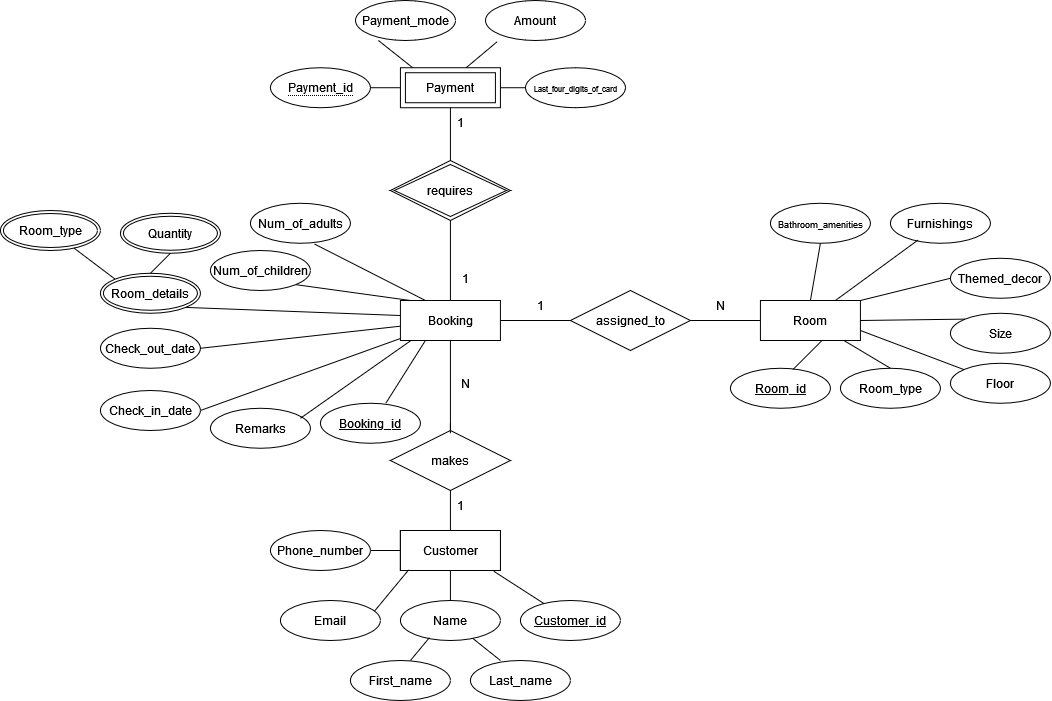 Payment_mode
Amount
Payment_id
Payment
Last_four_digits_of_card
1
requires
Room_type
Quantity
Num_of_adults
Bathroom_amenities
Furnishings
Num_of_children
Room_details
1
Themed_decor
Booking
1
assigned_to
N
Room
Size
Check_out_date
N
Room_id
Room_type
Floor
Check_in_date
Remarks
Booking_id
makes
1
Phone_number
Customer
Email
Name
Customer_id
First_name
Last_name